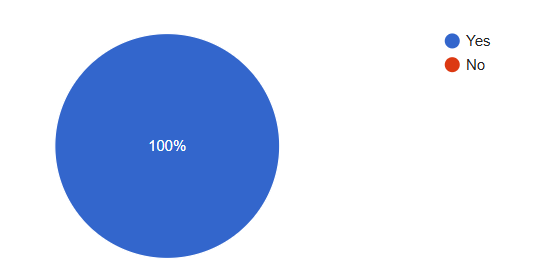 Yes
No
100%